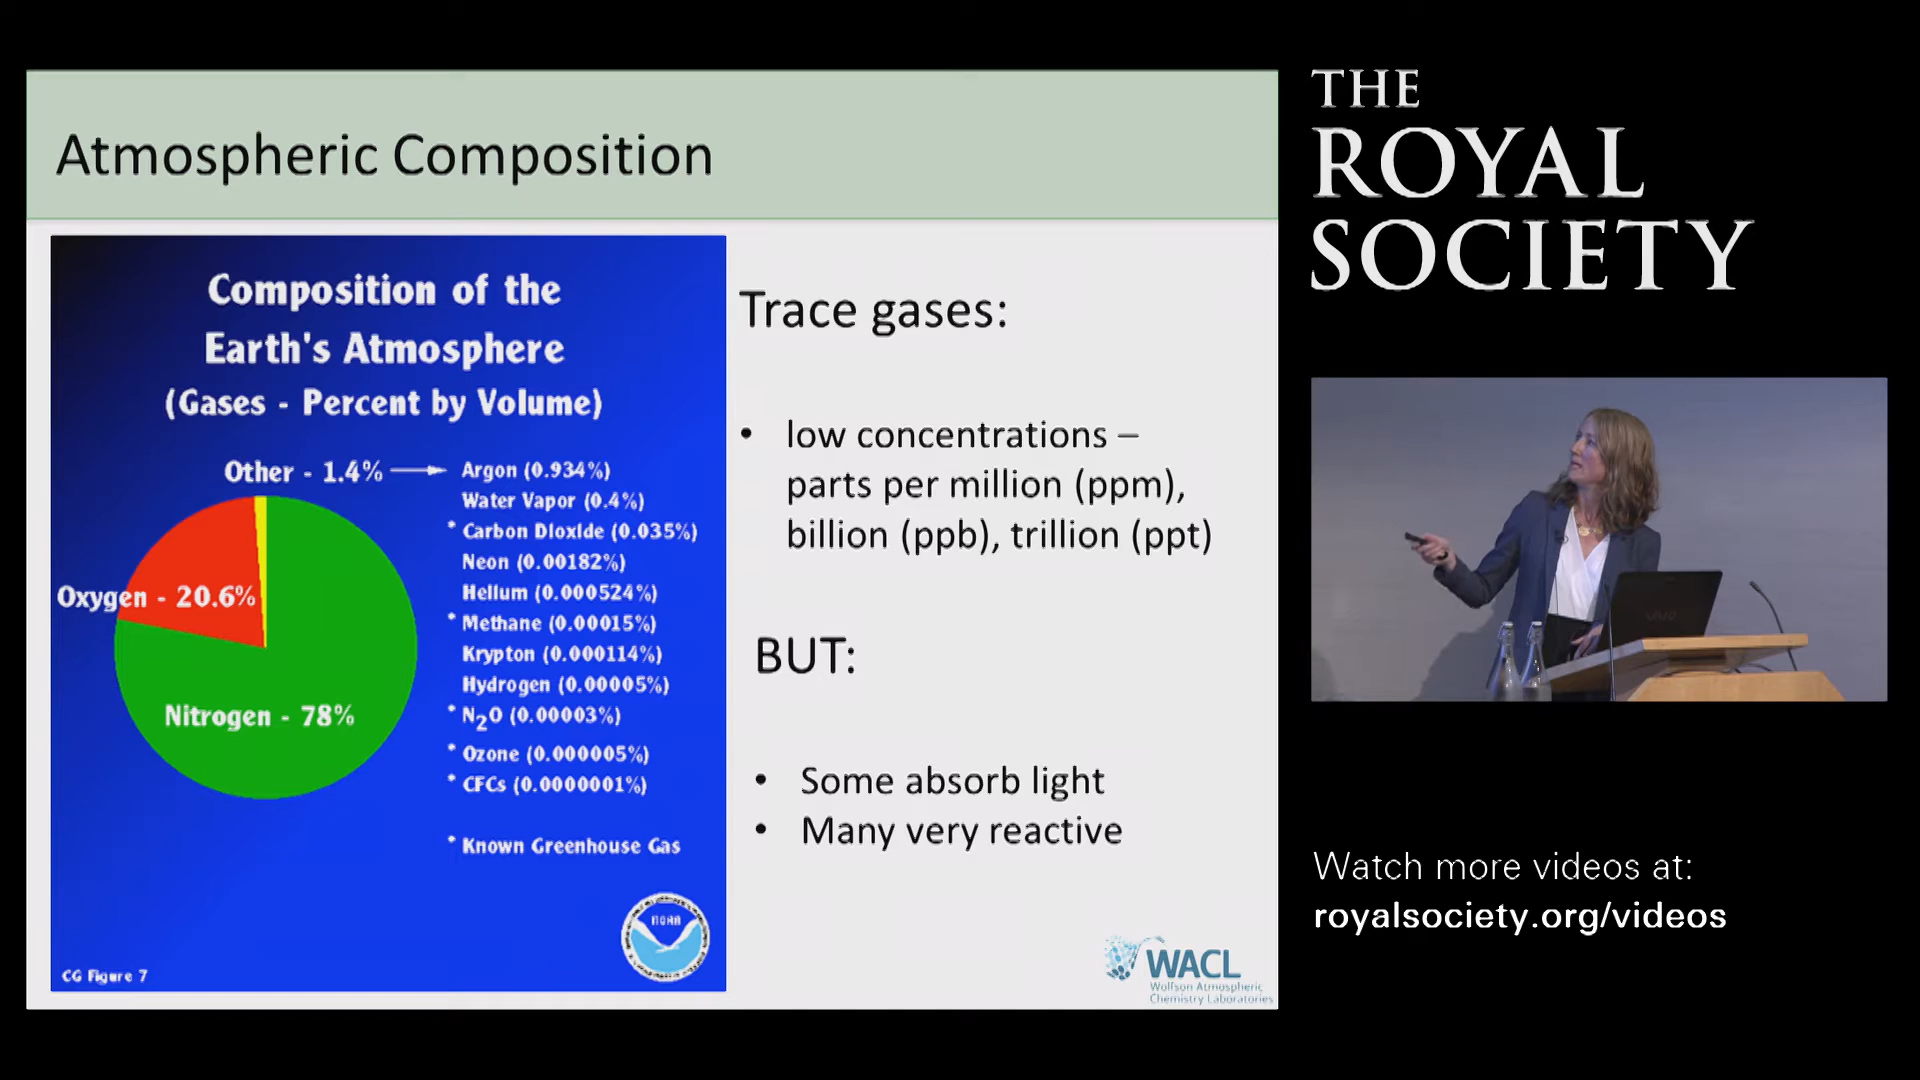 Atmospheric Composition
Composition of the
Earth's Atmosphere
(Gases - Percent by Volume)
Other - 1.4%
Argon (0.934%)
Water Vapor (0.4%)
* Carbon Dioxide (0.035%)
Neon (0.00182%)
Helium (0.000524%)
* Methane (0.00015%)
Krypton (0.000114%)
Hydrogen (0.00005%)
* N₂O (0.00003%)
* Ozone (0.000005%)
* CFCs (0.0000001%)
* Known Greenhouse Gas
Oxygen - 20.6%
Nitrogen - 78%
NOAA
CG Figure 7
Trace gases:
• low concentrations –
parts per million (ppm),
billion (ppb), trillion (ppt)
BUT:
• Some absorb light
• Many very reactive
WACL
Wolfson Atmospheric
Chemistry Laboratories
THE
ROYAL
SOCIETY
VAIO
Watch more videos at:
royalsociety.org/videos